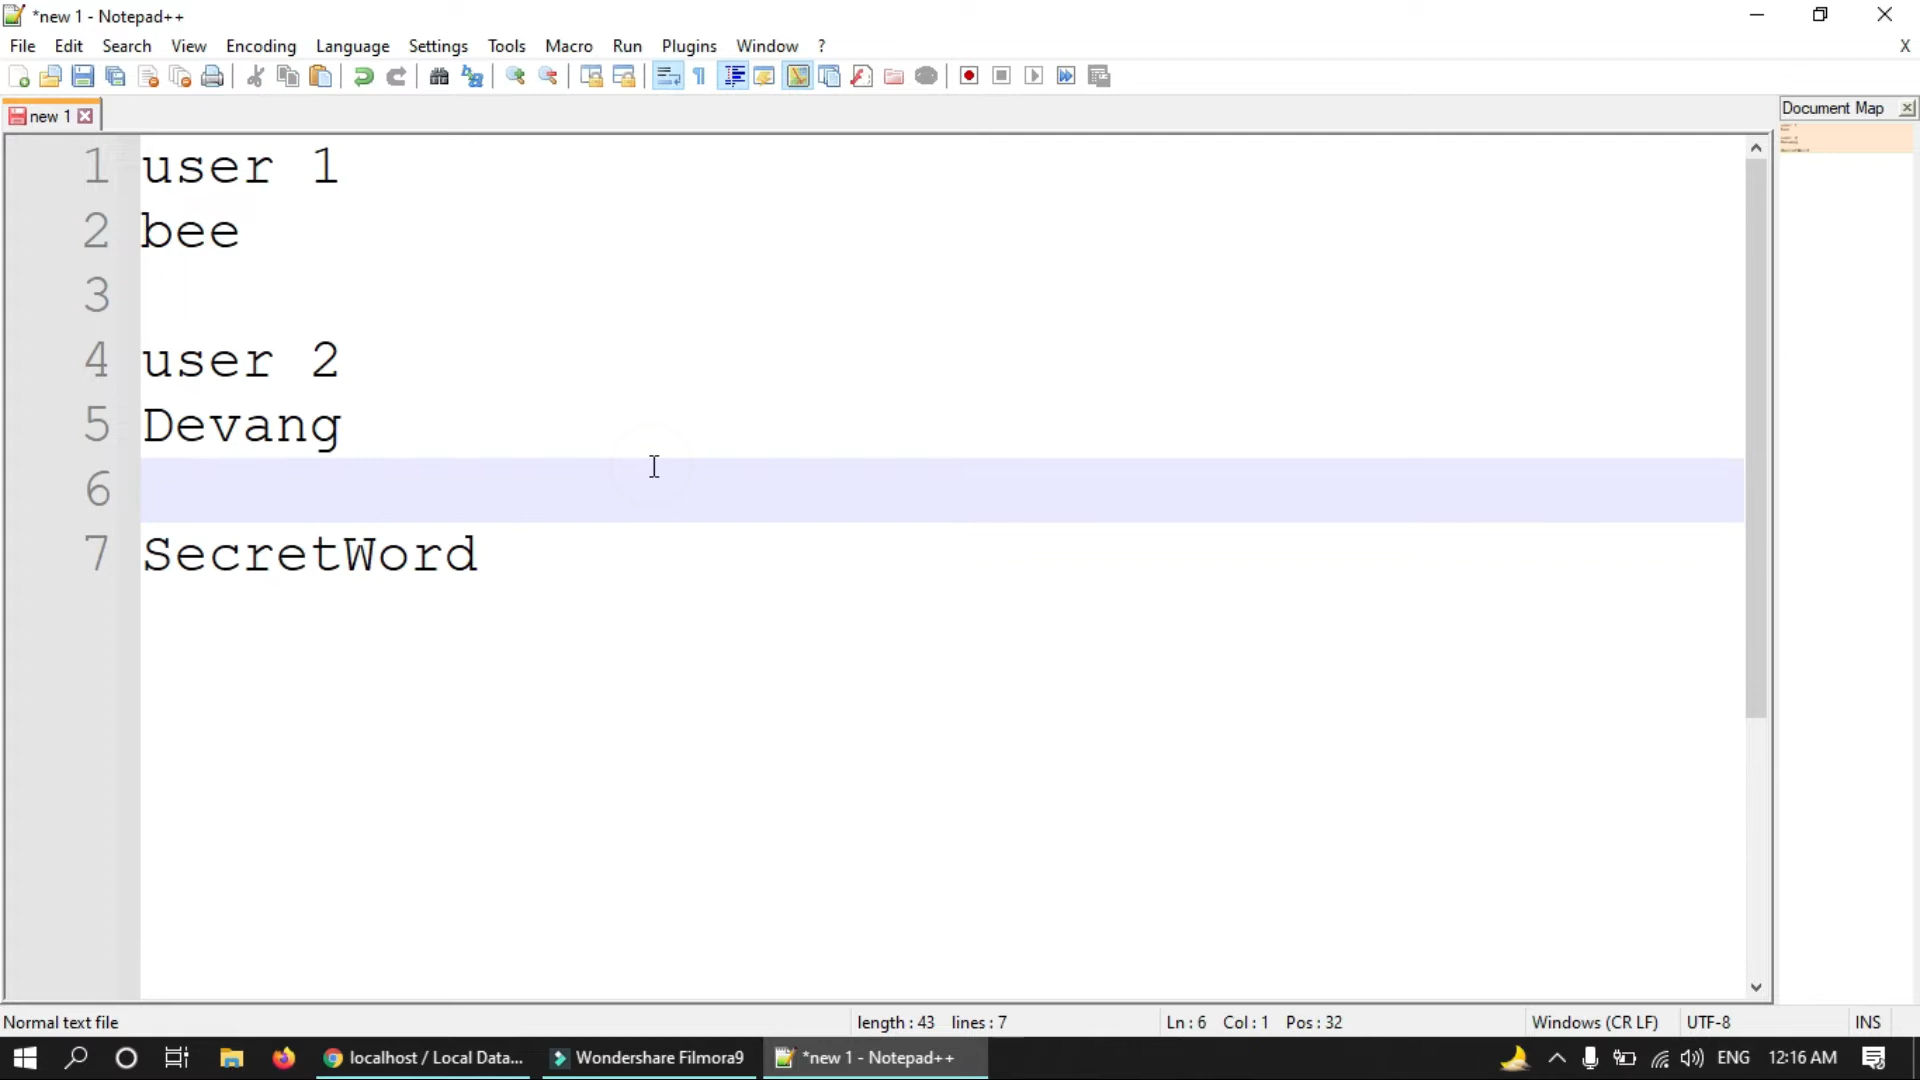 *new 1 - Notepad++
File Edit Search View Encoding Language Settings Tools Macro Run Plugins Window ? X
new 1
Document Map
1 user 1
2 bee
3
4 user 2
5 Devang
6
7 SecretWord
Normal text file length : 43 lines : 7 Ln : 6 Col : 1 Pos : 32 Windows (CR LF) UTF-8 INS
localhost / Local Data... Wondershare Filmora9 *new 1 - Notepad++ ENG 12:16 AM